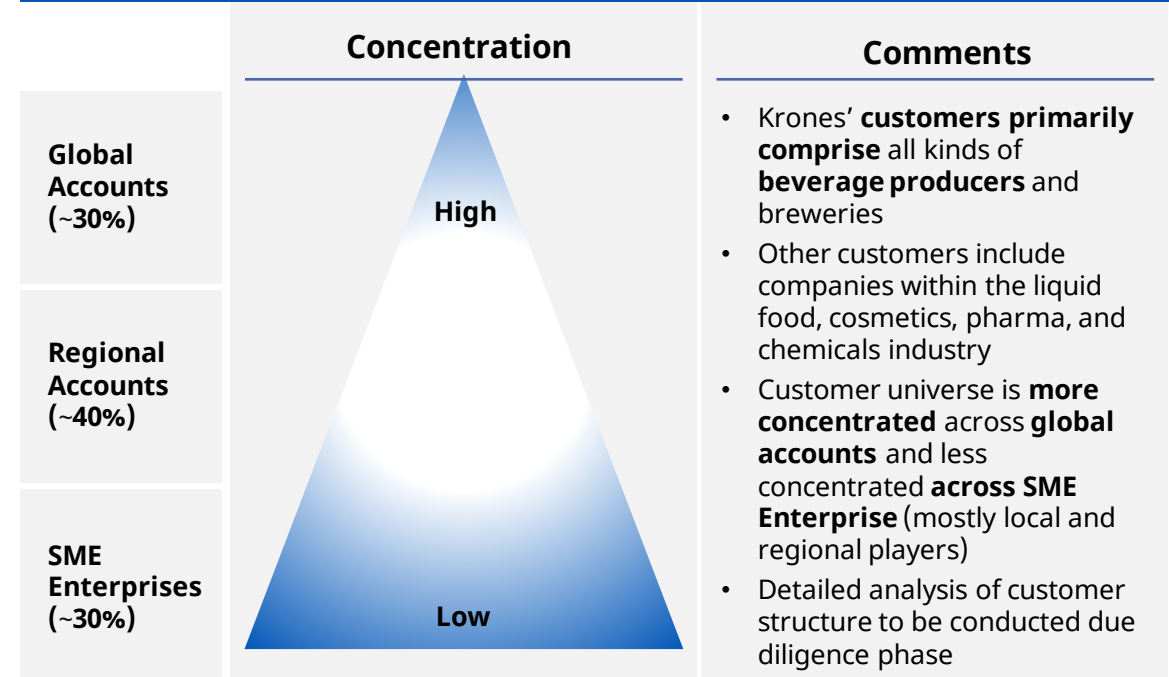 Concentration
Comments
Global
Accounts
(~30%)
Regional
Accounts
(~40%)
SME
Enterprises
(~30%)
High
Low
• Krones’ customers primarily
comprise all kinds of
beverage producers and
breweries
• Other customers include
companies within the liquid
food, cosmetics, pharma, and
chemicals industry
• Customer universe is more
concentrated across global
accounts and less
concentrated across SME
Enterprise (mostly local and
regional players)
• Detailed analysis of customer
structure to be conducted due
diligence phase